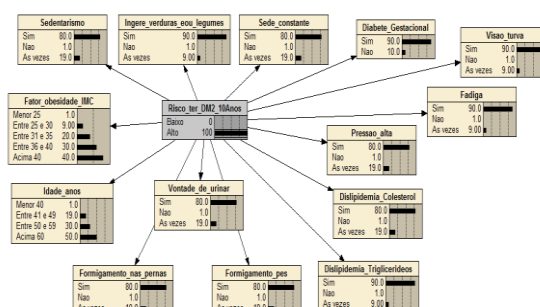 Sedentarismo
Sim 80.0
Nao 1.0
As vezes 19.0
Ingere_verduras_eou_legumes
Sim 90.0
Nao 1.0
As vezes 9.00
Sede_constante
Sim 80.0
Nao 1.0
As vezes 19.0
Diabete_Gestacional
Sim 90.0
Nao 10.0
Visao_turva
Sim 90.0
Nao 1.0
As vezes 9.00
Fator_obesidade_IMC
Menor 25 1.0
Entre 25 e 30 9.00
Entre 31 e 35 20.0
Entre 36 e 40 30.0
Acima 40 40.0
Risco_ter_DM2_10Anos
Baixo 0
Alto 100
Fadiga
Sim 90.0
Nao 1.0
As vezes 9.00
Pressao_alta
Sim 80.0
Nao 1.0
As vezes 19.0
Idade_anos
Menor 40 1.0
Entre 41 e 49 19.0
Entre 50 e 59 30.0
Acima 60 50.0
Vontade_de_urinar
Sim 80.0
Nao 1.0
As vezes 19.0
Dislipidemia_Colesterol
Sim 80.0
Nao 1.0
As vezes 19.0
Formigamento_nas_pernas
Sim 80.0
Nao 1.0
As vezes 19.0
Formigamento_pes
Sim 80.0
Nao 1.0
As vezes 19.0
Dislipidemia_Triglicerideos
Sim 90.0
Nao 1.0
As vezes 9.00